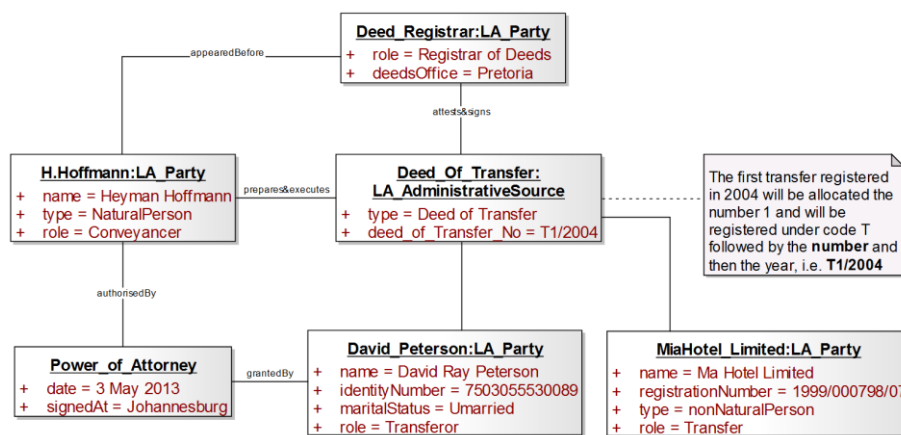 Deed_Registrar:LA_Party
+ role = Registrar of Deeds
+ deedsOffice = Pretoria
appearedBefore
attests&signs
H.Hoffmann:LA_Party
+ name = Heyman Hoffmann
+ type = NaturalPerson
+ role = Conveyancer
prepares&executes
Deed_Of_Transfer:
LA_AdministrativeSource
+ type = Deed of Transfer
+ deed_of_Transfer_No = T1/2004
The first transfer registered
in 2004 will be allocated the
number 1 and will be
registered under code T
followed by the number and
then the year, i.e. T1/2004
authorisedBy
Power_of_Attorney
+ date = 3 May 2013
+ signedAt = Johannesburg
grantedBy
David_Peterson:LA_Party
+ name = David Ray Peterson
+ identityNumber = 7503055530089
+ maritalStatus = Umarried
+ role = Transferor
MiaHotel_Limited:LA_Party
+ name = Ma Hotel Limited
+ registrationNumber = 1999/000798/07
+ type = nonNaturalPerson
+ role = Transfer